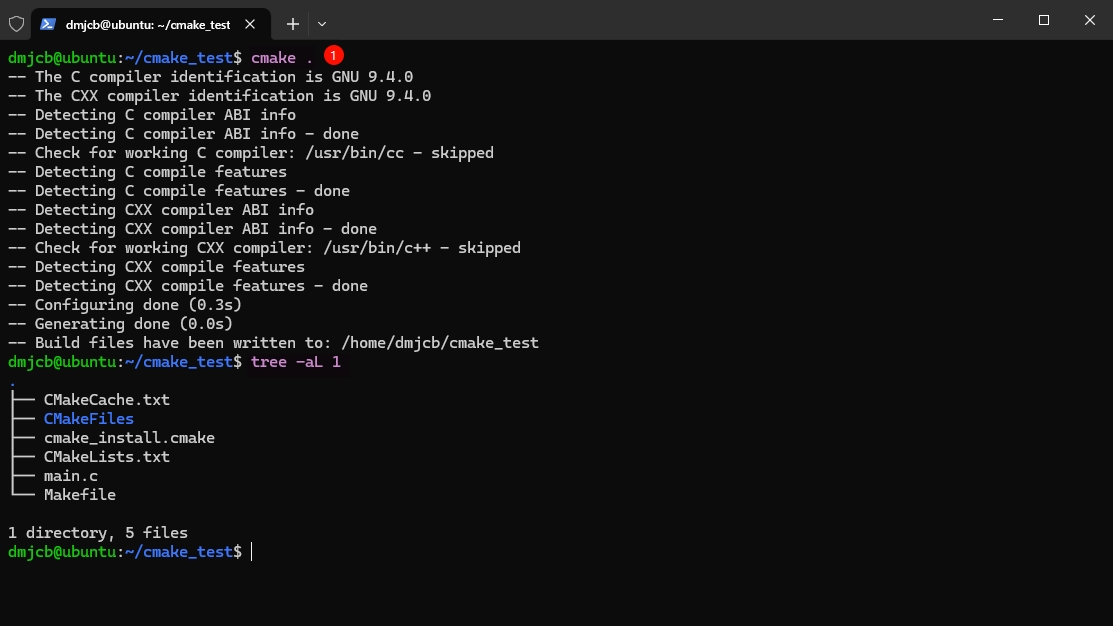 dmjcb@ubuntu: ~/cmake_test
dmjcb@ubuntu:~/cmake_test$ cmake . 1
-- The C compiler identification is GNU 9.4.0
-- The CXX compiler identification is GNU 9.4.0
-- Detecting C compiler ABI info
-- Detecting C compiler ABI info - done
-- Check for working C compiler: /usr/bin/cc - skipped
-- Detecting C compile features
-- Detecting C compile features - done
-- Detecting CXX compiler ABI info
-- Detecting CXX compiler ABI info - done
-- Check for working CXX compiler: /usr/bin/c++ - skipped
-- Detecting CXX compile features
-- Detecting CXX compile features - done
-- Configuring done (0.3s)
-- Generating done (0.0s)
-- Build files have been written to: /home/dmjcb/cmake_test
dmjcb@ubuntu:~/cmake_test$ tree -aL 1
.
├── CMakeCache.txt
├── CMakeFiles
├── cmake_install.cmake
├── CMakeLists.txt
├── main.c
└── Makefile
1 directory, 5 files
dmjcb@ubuntu:~/cmake_test$